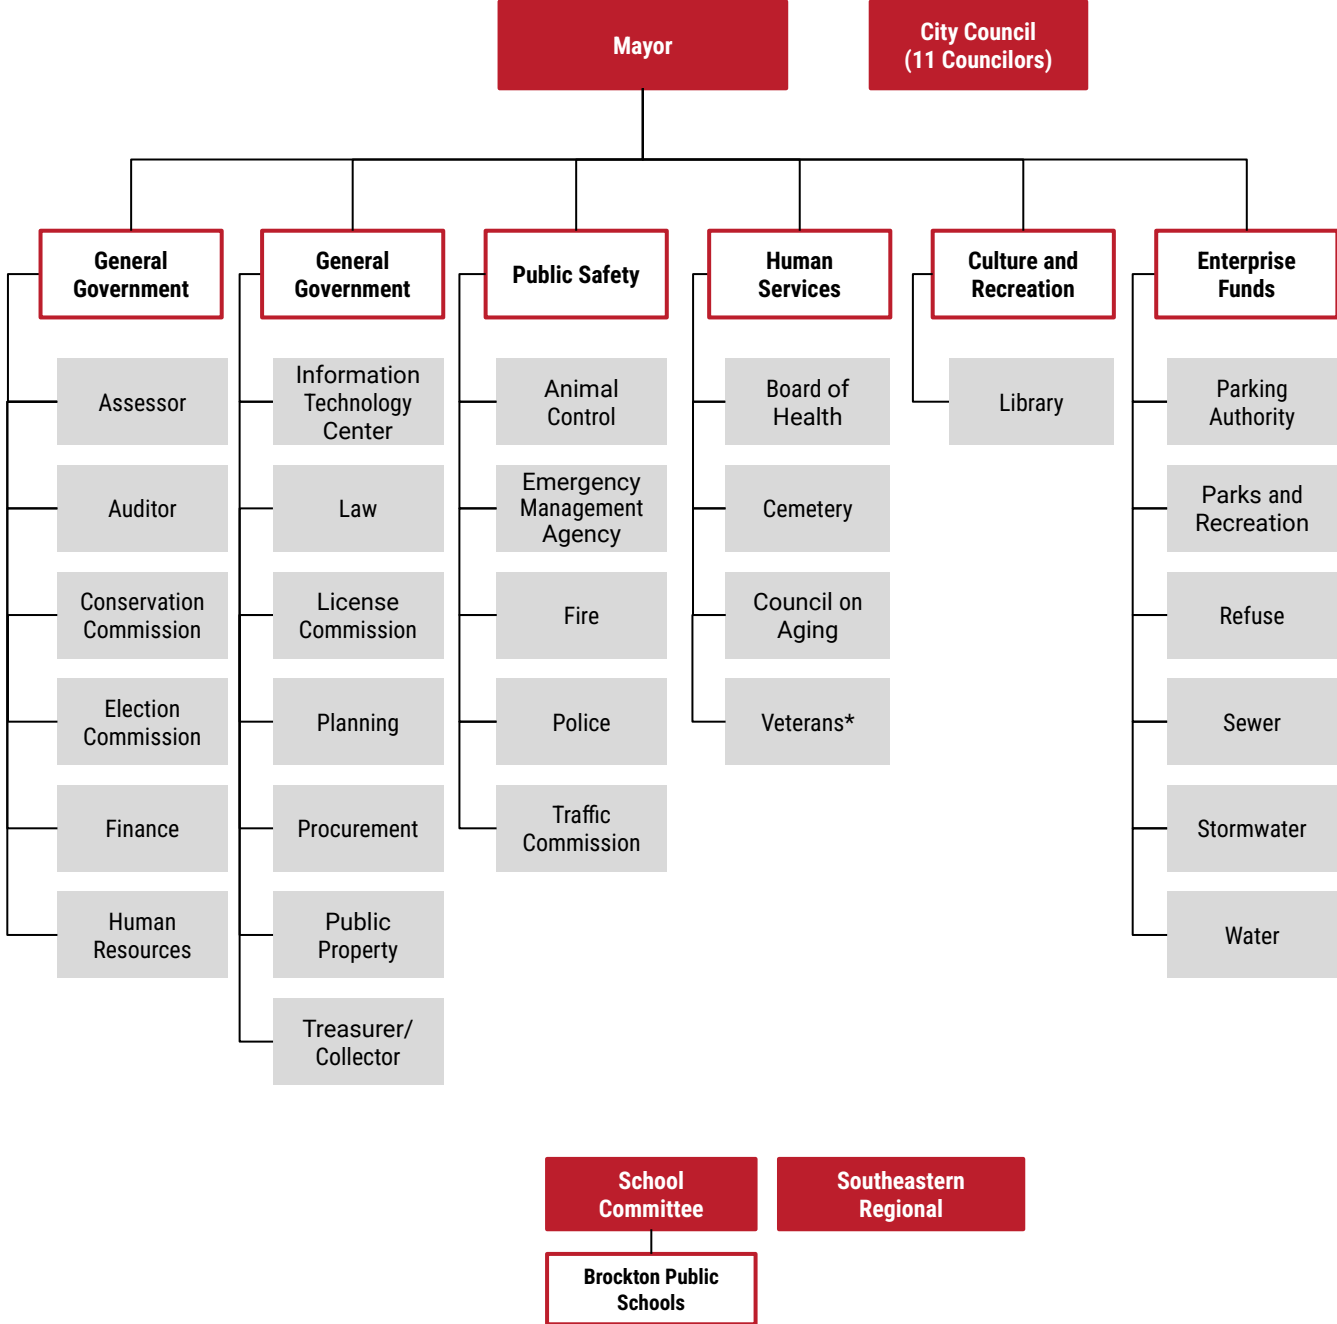 Mayor
City Council
(11 Councilors)
General
Government
Assessor
Auditor
Conservation
Commission
Election
Commission
Finance
Human
Resources
General
Government
Information
Technology
Center
Law
License
Commission
Planning
Procurement
Public
Property
Treasurer/
Collector
Public Safety
Animal
Control
Emergency
Management
Agency
Fire
Police
Traffic
Commission
Human
Services
Board of
Health
Cemetery
Council on
Aging
Veterans*
Culture and
Recreation
Library
Enterprise
Funds
Parking
Authority
Parks and
Recreation
Refuse
Sewer
Stormwater
Water
School
Committee
Brockton Public
Schools
Southeastern
Regional